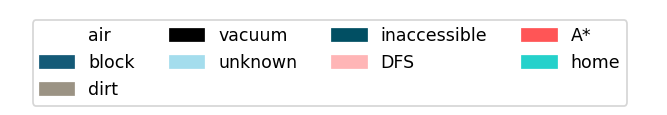 air vacuum inaccessible A*
block unknown DFS home
dirt